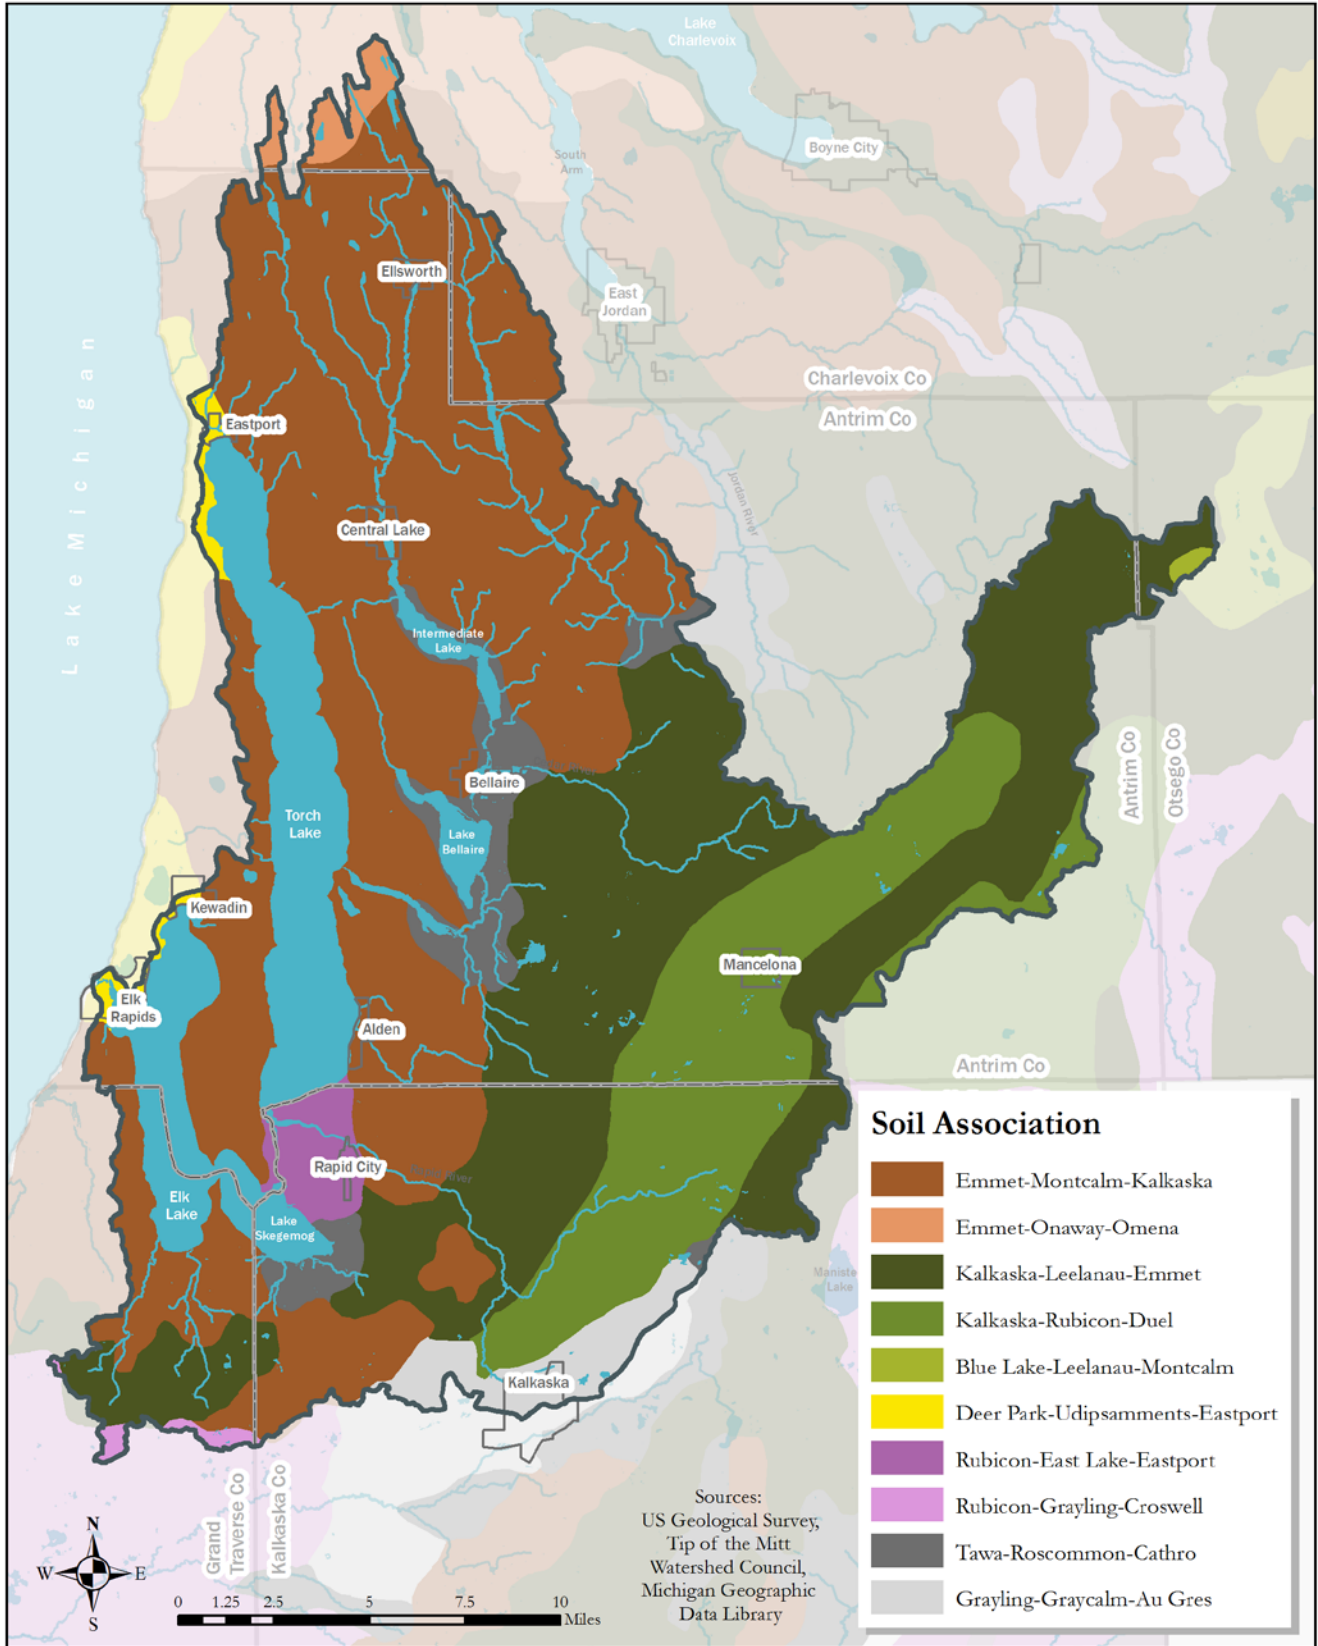 Lake
Charlevoix
Boyne City
South
Arm
Ellsworth
East
Jordan
Lake Michigan
Charlevoix Co
Antrim Co
Eastport
Jordan River
Central Lake
Intermediate
Lake
Antrim Co
Otsego Co
Bellaire
Torch
Lake
Lake
Bellaire
Kewadin
Mancelona
Elk
Rapids
Alden
Antrim Co
Rapid City
Elk
Lake
Lake
Skegemog
Maniste
Lake
Kalkaska
Grand
Traverse Co
Kalkaska Co
Soil Association
Emmet-Montcalm-Kalkaska
Emmet-Onaway-Omena
Kalkaska-Leelanau-Emmet
Kalkaska-Rubicon-Duel
Blue Lake-Leelanau-Montcalm
Deer Park-Udipsamments-Eastport
Rubicon-East Lake-Eastport
Rubicon-Grayling-Croswell
Tawa-Roscommon-Cathro
Grayling-Graycalm-Au Gres
Sources:
US Geological Survey,
Tip of the Mitt
Watershed Council,
Michigan Geographic
Data Library
N
W E
S
0 1.25 2.5 5 7.5 10
Miles